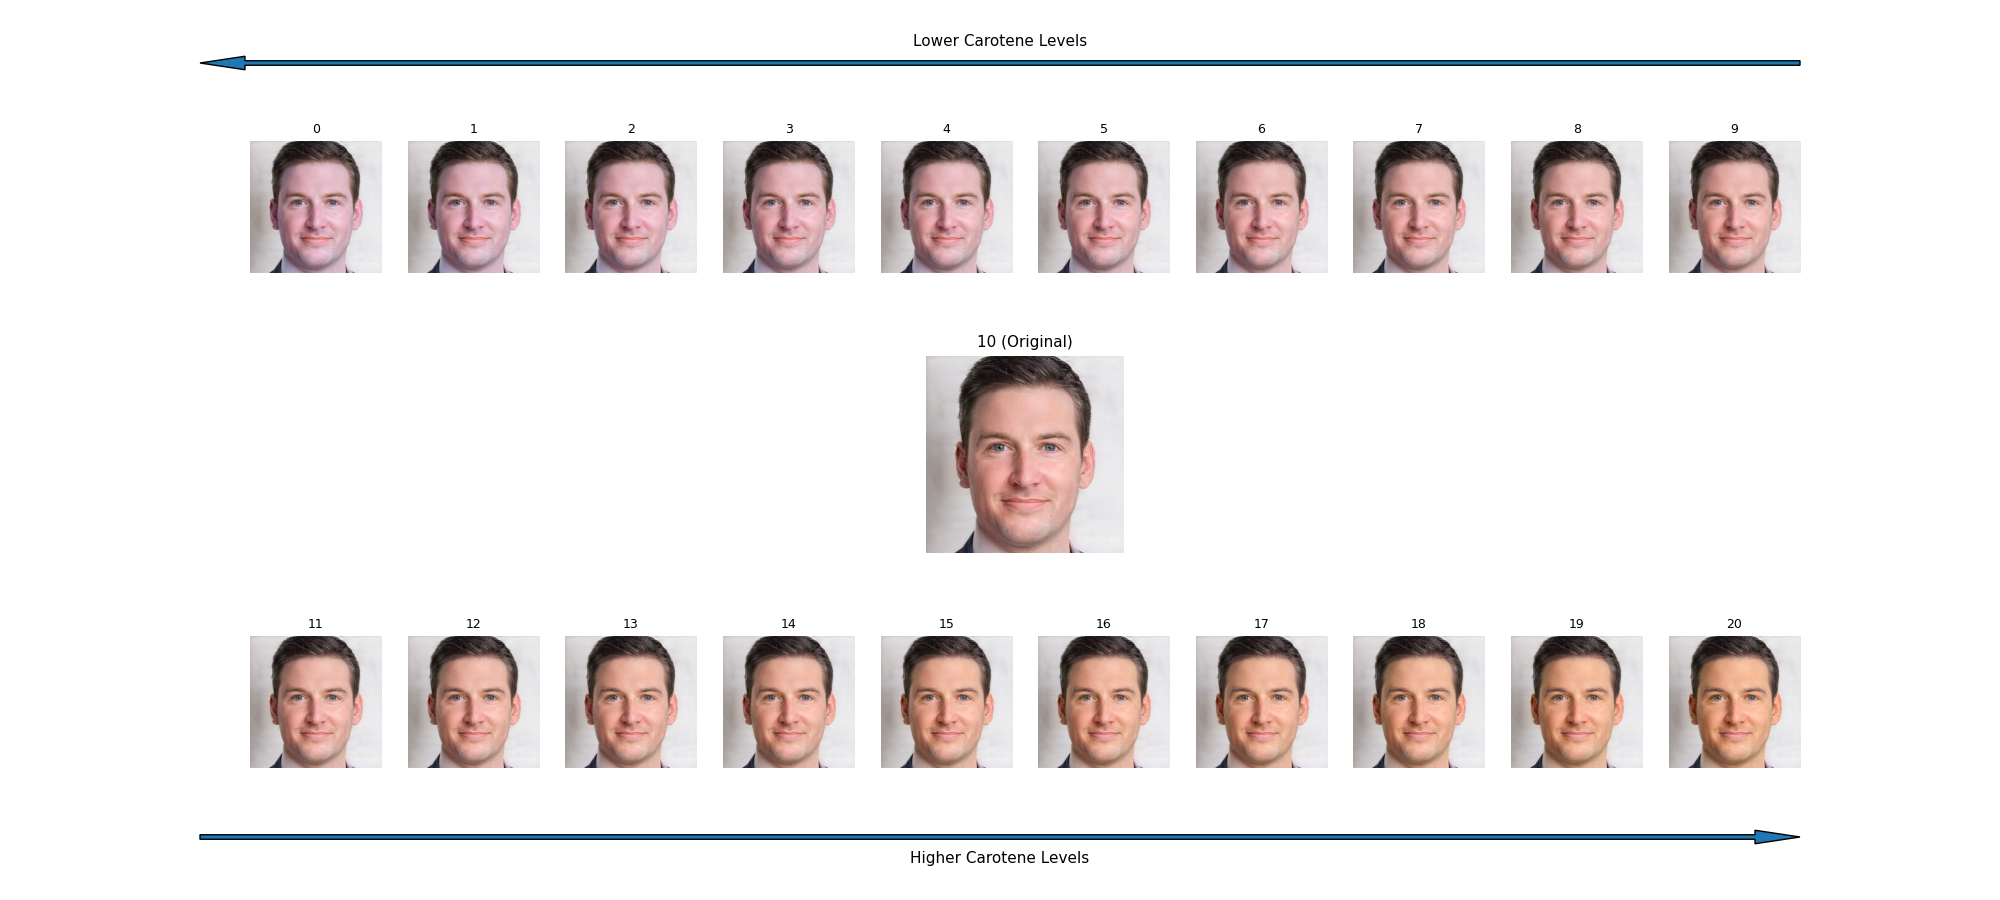 Lower Carotene Levels
0 1 2 3 4 5 6 7 8 9
10 (Original)
11 12 13 14 15 16 17 18 19 20
Higher Carotene Levels